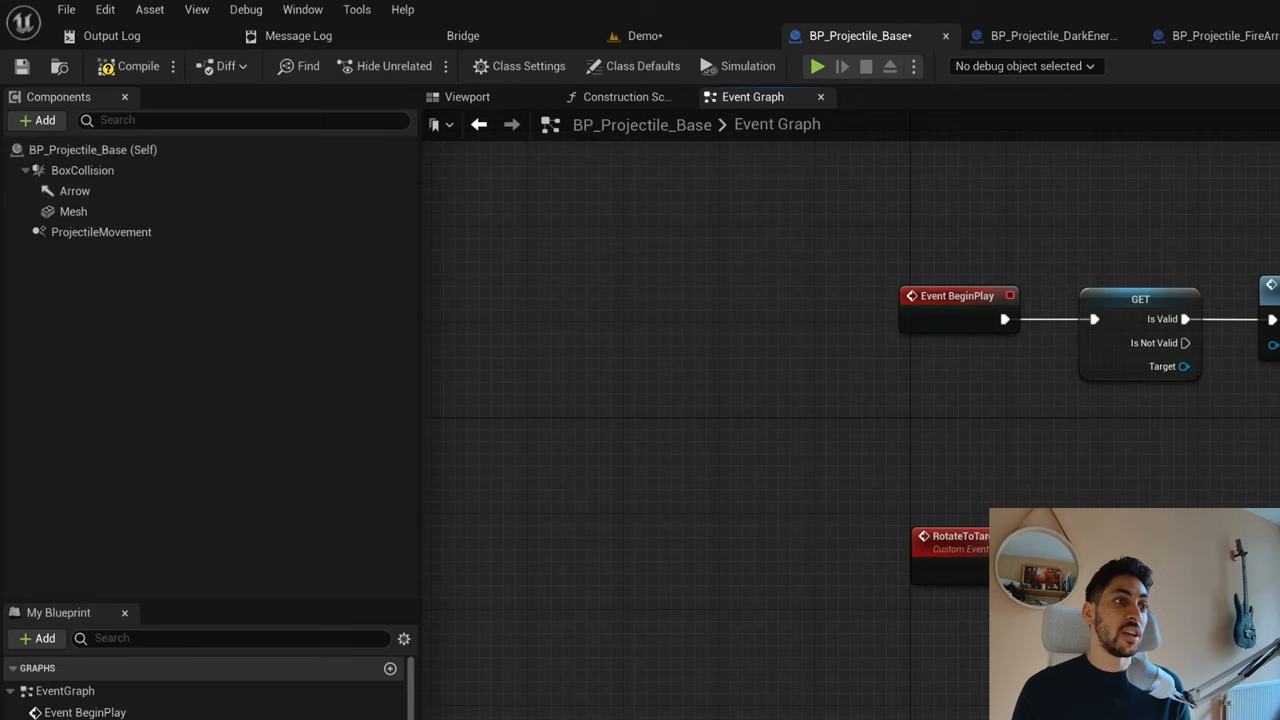 File Edit Asset View Debug Window Tools Help
Output Log Message Log Bridge Demo* BP_Projectile_Base* BP_Projectile_DarkEner... BP_Projectile_FireArr
Compile Diff Find Hide Unrelated Class Settings Class Defaults Simulation No debug object selected
Components Viewport Construction Sc... Event Graph
+ Add Search BP_Projectile_Base > Event Graph
BP_Projectile_Base (Self)
BoxCollision
Arrow
Mesh
ProjectileMovement
Event BeginPlay
GET
Is Valid
Is Not Valid
Target
RotateToTar
Custom Event
My Blueprint
+ Add Search
GRAPHS
EventGraph
Event BeginPlay